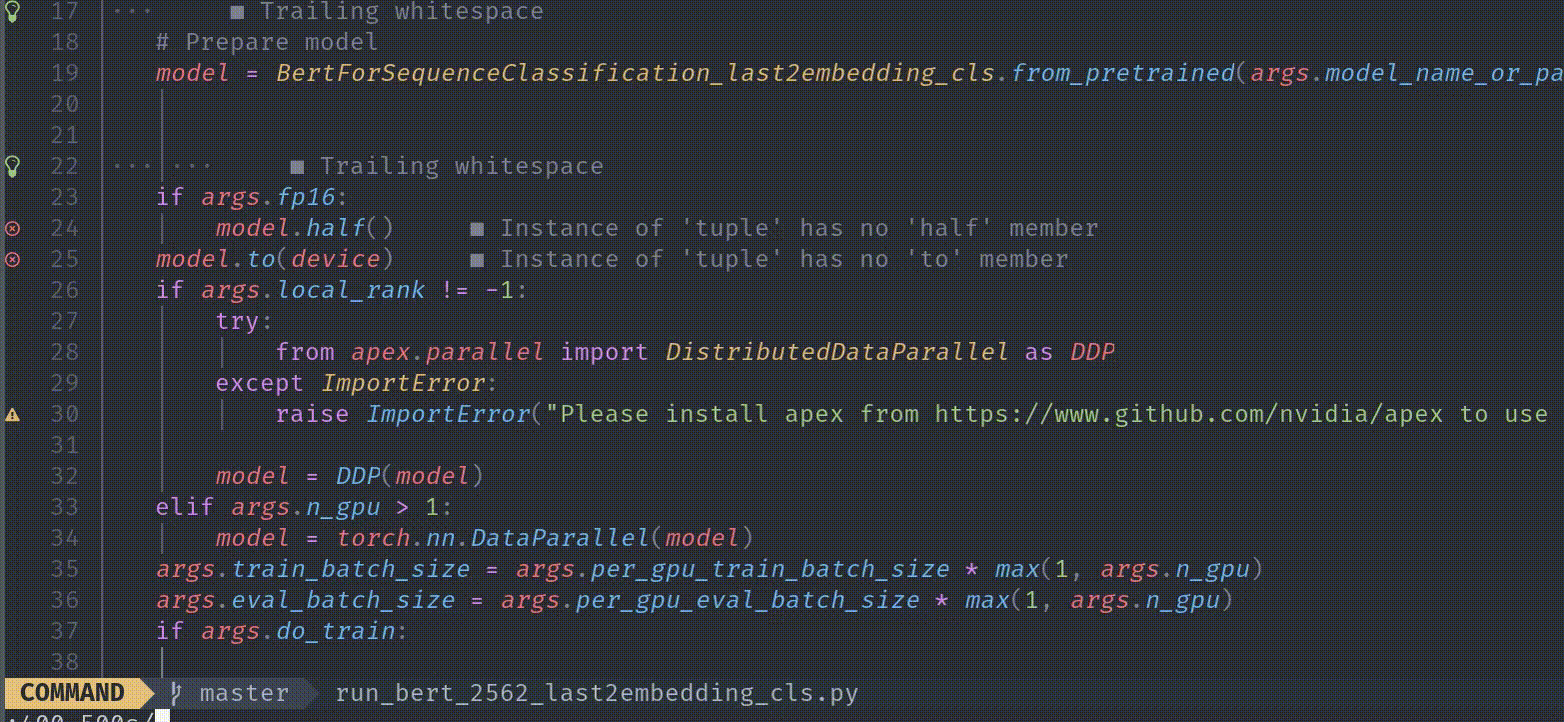 17 ··· ■ Trailing whitespace
18 # Prepare model
19 model = BertForSequenceClassification_last2embedding_cls.from_pretrained(args.model_name_or_pa
20
21
22 ··· ··· ■ Trailing whitespace
23 if args.fp16:
24 model.half() ■ Instance of 'tuple' has no 'half' member
25 model.to(device) ■ Instance of 'tuple' has no 'to' member
26 if args.local_rank != -1:
27 try:
28 from apex.parallel import DistributedDataParallel as DDP
29 except ImportError:
30 raise ImportError("Please install apex from https://www.github.com/nvidia/apex to use
31
32 model = DDP(model)
33 elif args.n_gpu > 1:
34 model = torch.nn.DataParallel(model)
35 args.train_batch_size = args.per_gpu_train_batch_size * max(1, args.n_gpu)
36 args.eval_batch_size = args.per_gpu_eval_batch_size * max(1, args.n_gpu)
37 if args.do_train:
38
COMMAND master run_bert_2562_last2embedding_cls.py